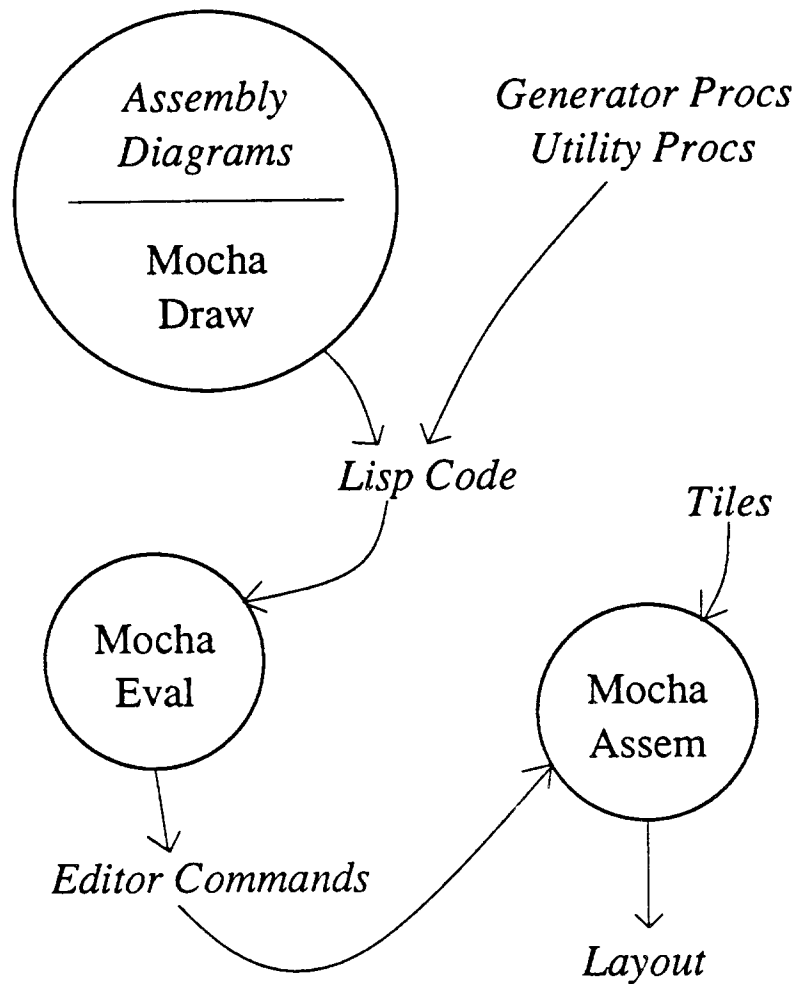 Assembly
Diagrams
Mocha
Draw
Generator Procs
Utility Procs
Lisp Code
Tiles
Mocha
Eval
Mocha
Assem
Editor Commands
Layout